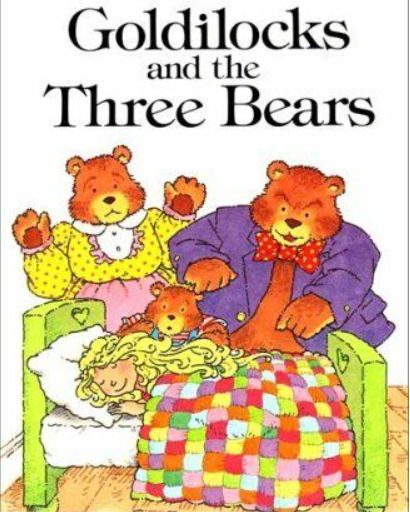 Goldilocks
and the
Three Bears